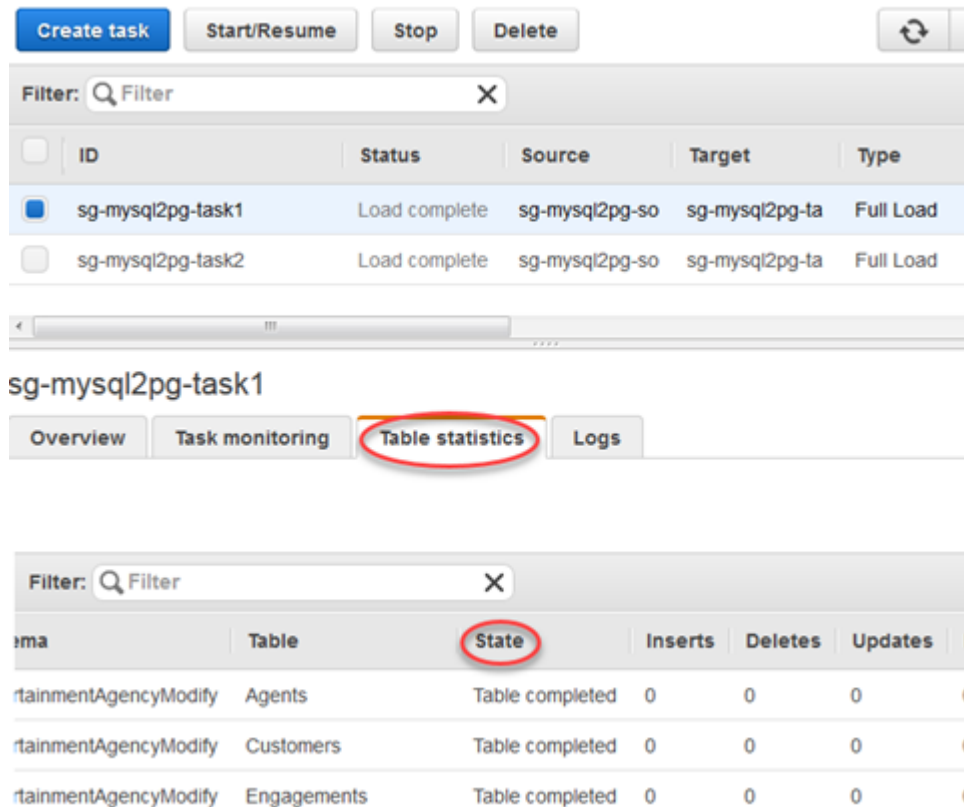 Create task Start/Resume Stop Delete
Filter: Filter
ID Status Source Target Type
sg-mysql2pg-task1 Load complete sg-mysql2pg-so sg-mysql2pg-ta Full Load
sg-mysql2pg-task2 Load complete sg-mysql2pg-so sg-mysql2pg-ta Full Load
sg-mysql2pg-task1
Overview Task monitoring Table statistics Logs
Filter: Filter
ema Table State Inserts Deletes Updates
rtainmentAgencyModify Agents Table completed 0 0 0
rtainmentAgencyModify Customers Table completed 0 0 0
rtainmentAgencyModify Engagements Table completed 0 0 0